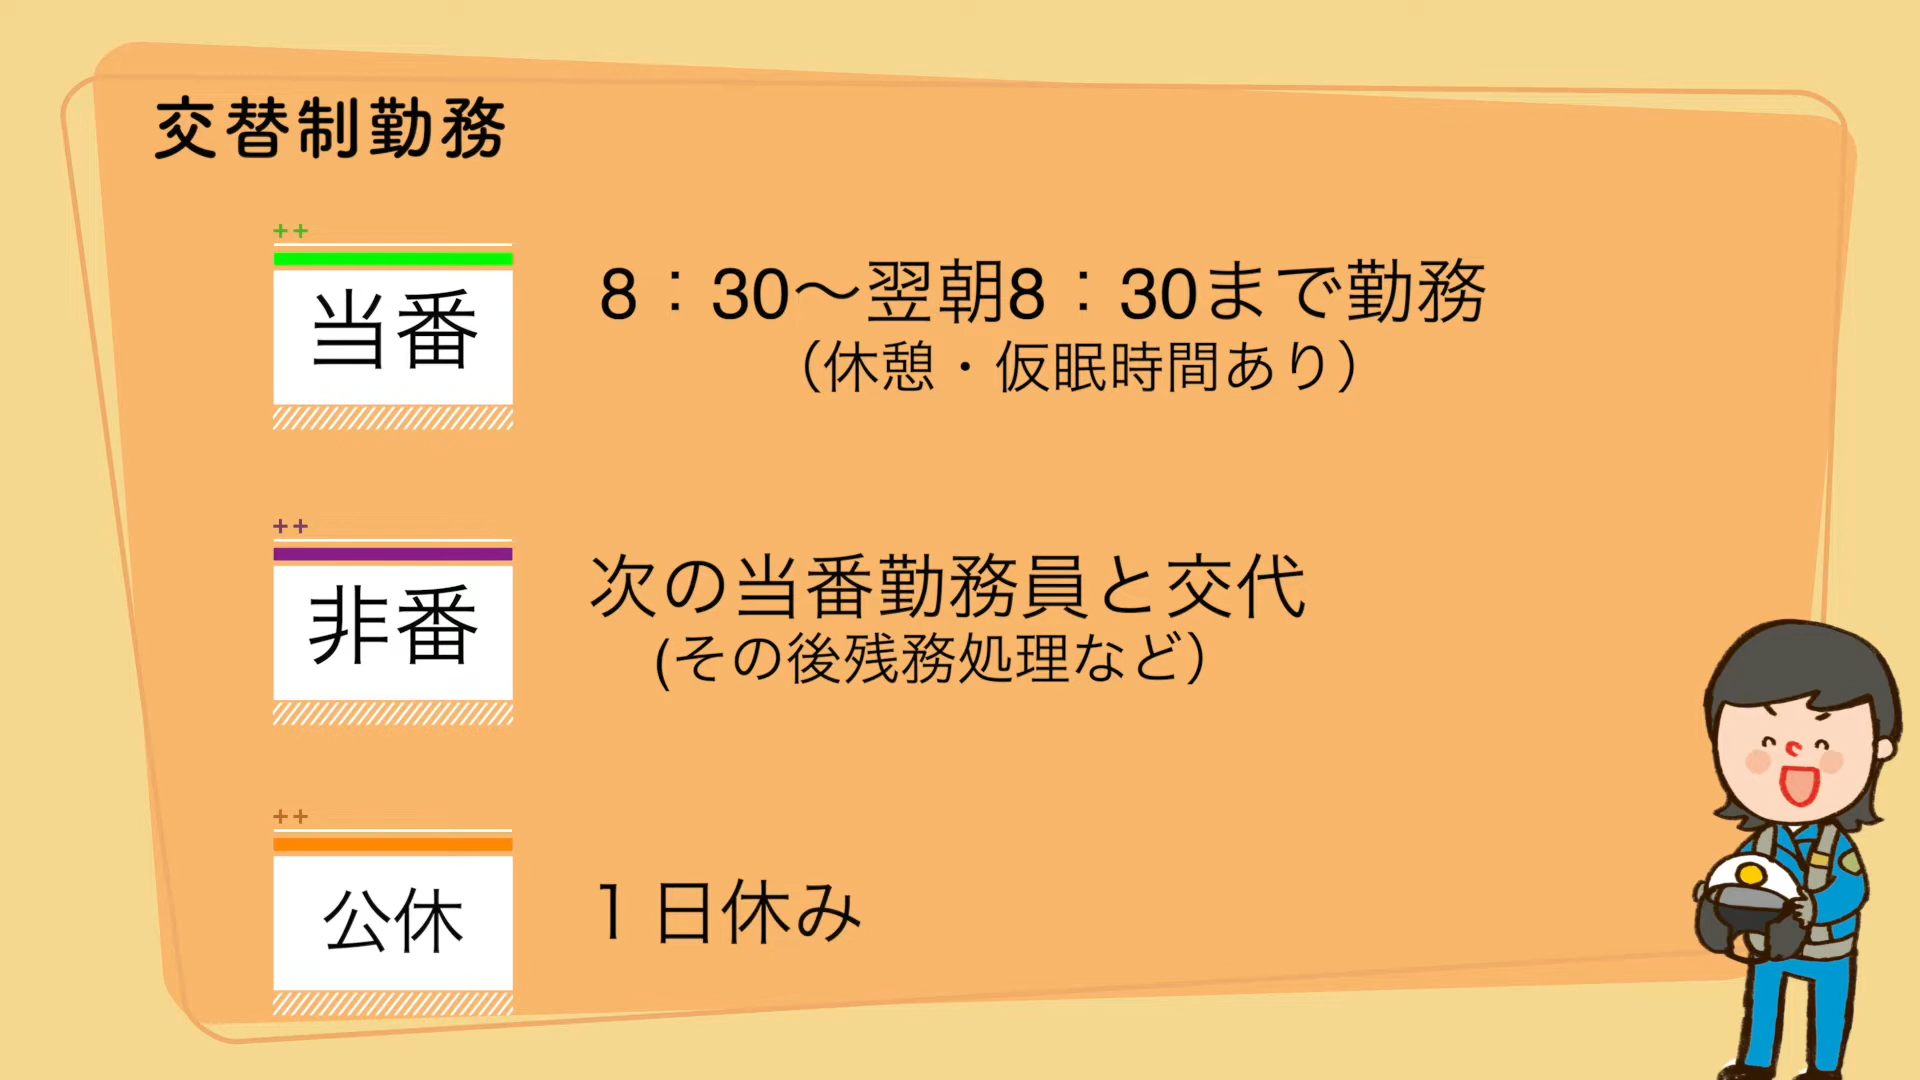 交替制勤務
当番
8：30〜翌朝8：30まで勤務
（休憩・仮眠時間あり）
非番
次の当番勤務員と交代
(その後残務処理など）
公休
１日休み